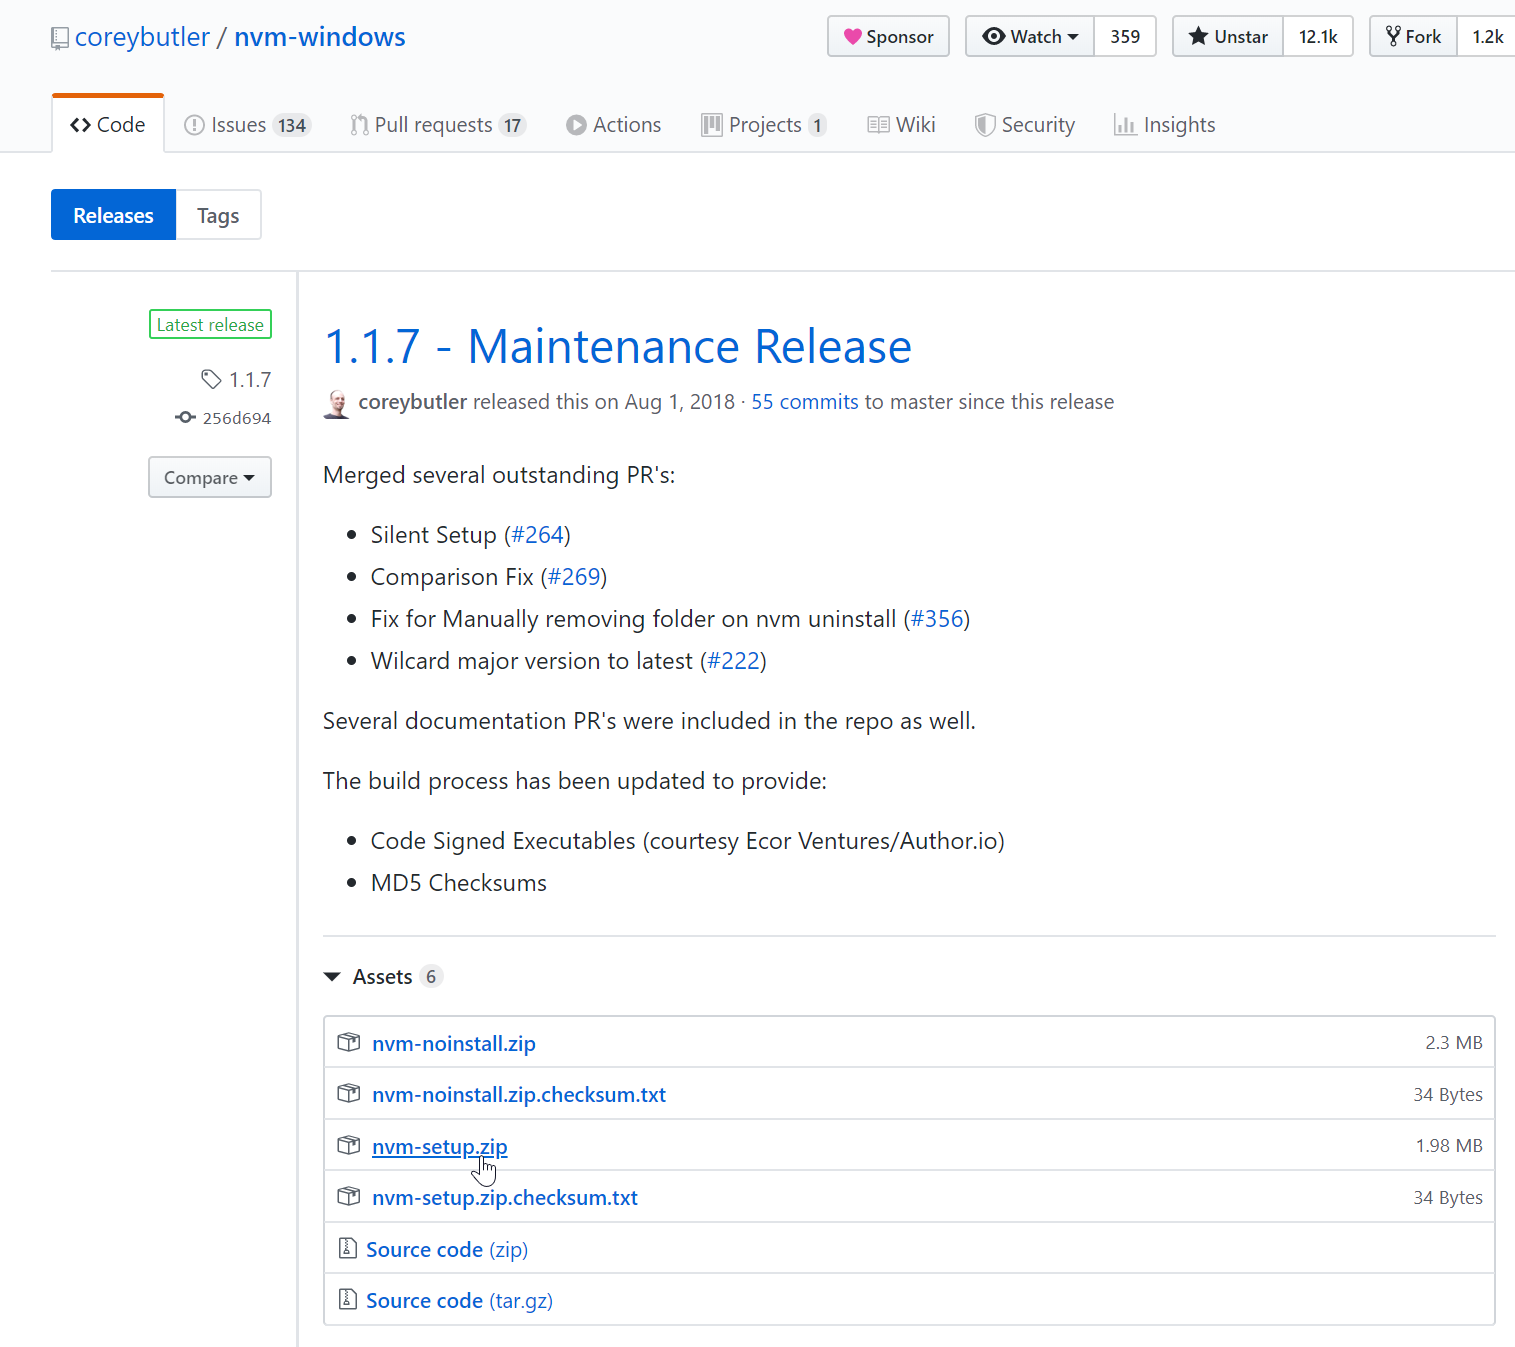 coreybutler / nvm-windows
Sponsor Watch 359 Unstar 12.1k Fork 1.2k
Code Issues 134 Pull requests 17 Actions Projects 1 Wiki Security Insights
Releases Tags
Latest release
1.1.7
256d694
Compare
1.1.7 - Maintenance Release
coreybutler released this on Aug 1, 2018 · 55 commits to master since this release
Merged several outstanding PR's:
• Silent Setup (#264)
• Comparison Fix (#269)
• Fix for Manually removing folder on nvm uninstall (#356)
• Wilcard major version to latest (#222)
Several documentation PR's were included in the repo as well.
The build process has been updated to provide:
• Code Signed Executables (courtesy Ecor Ventures/Author.io)
• MD5 Checksums
Assets 6
nvm-noinstall.zip 2.3 MB
nvm-noinstall.zip.checksum.txt 34 Bytes
nvm-setup.zip 1.98 MB
nvm-setup.zip.checksum.txt 34 Bytes
Source code (zip)
Source code (tar.gz)